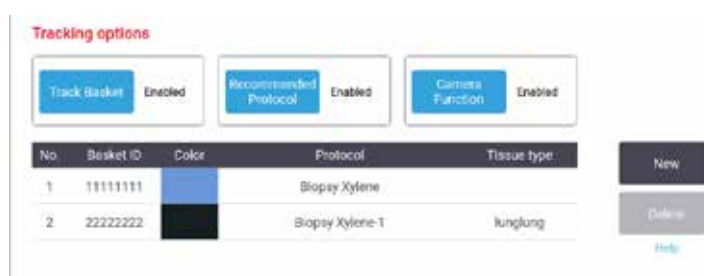 Tracking options
Track Basket Enabled Recommended Protocol Enabled Camera Function Enabled
No. Basket ID Color Protocol Tissue type
1 11111111 Biopsy Xylene
2 22222222 Biopsy Xylene-1 lunglung
New
Delete
Help